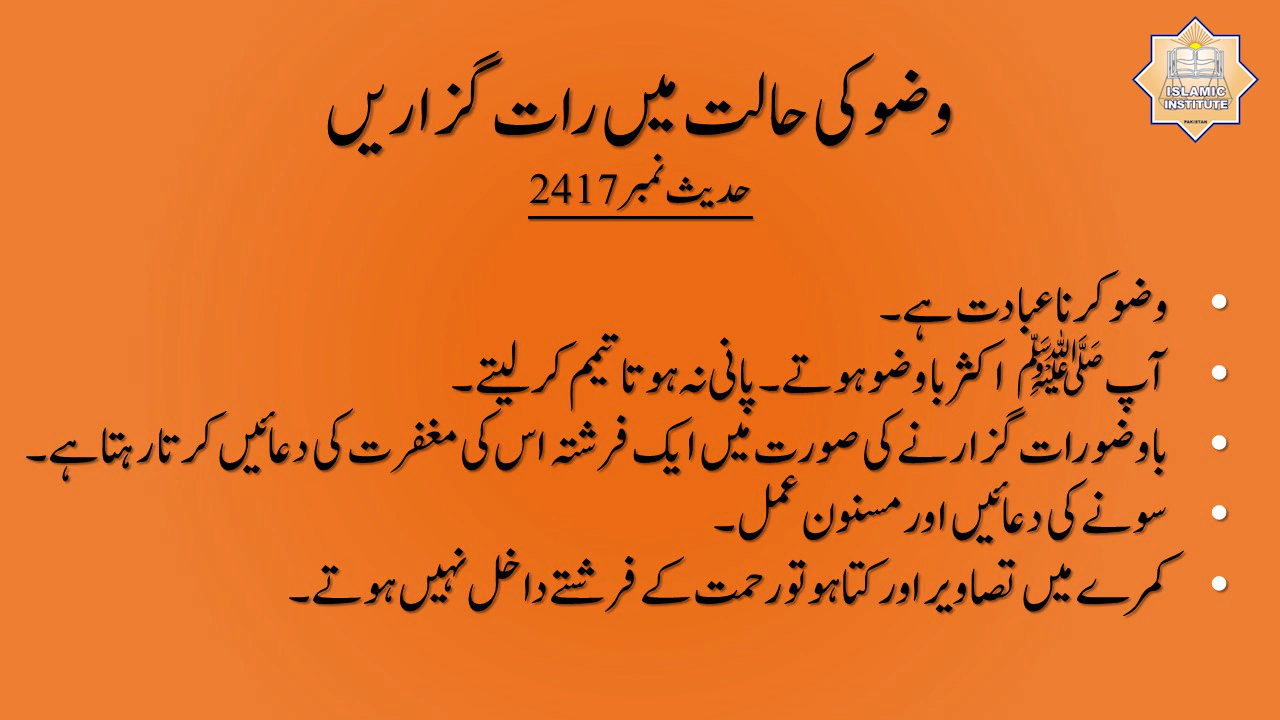 وضو کی حالت میں رات گزاریں
حدیث نمبر 2417
ISLAMIC
INSTITUTE
PAKISTAN
• وضو کرنا عبادت ہے۔
• آپ ﷺ اکثر باوضو ہوتے۔ پانی نہ ہوتا تیمم کر لیتے۔
• باوضو رات گزارنے کی صورت میں ایک فرشتہ اس کی مغفرت کی دعائیں کرتا رہتا ہے۔
• سونے کی دعائیں اور مسنون عمل۔
• کمرے میں تصاویر اور کتا ہو تو رحمت کے فرشتے داخل نہیں ہوتے۔